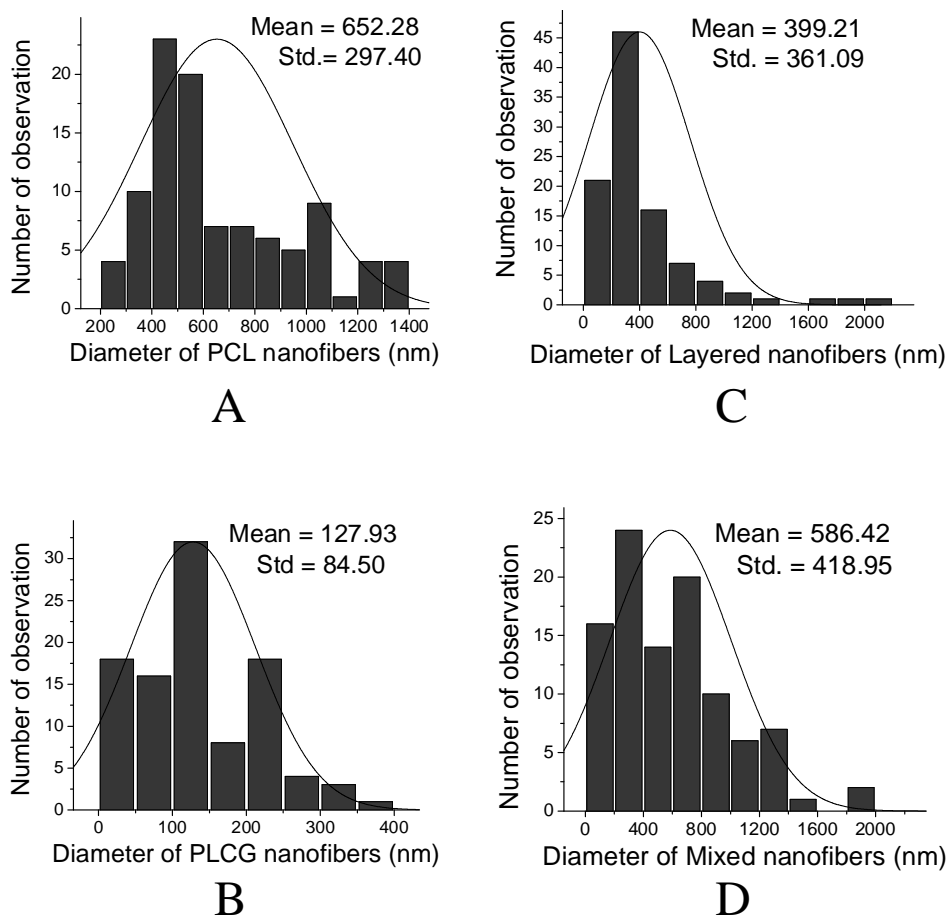 Mean = 652.28
Std.= 297.40
Number of observation
20
15
10
5
0
200 400 600 800 1000 1200 1400
Diameter of PCL nanofibers (nm)
A
Mean = 399.21
Std. = 361.09
Number of observation
45
40
35
30
25
20
15
10
5
0
0 400 800 1200 1600 2000
Diameter of Layered nanofibers (nm)
C
Mean = 127.93
Std = 84.50
Number of observation
30
25
20
15
10
5
0
0 100 200 300 400
Diameter of PLCG nanofibers (nm)
B
Mean = 586.42
Std. = 418.95
Number of observation
25
20
15
10
5
0
0 400 800 1200 1600 2000
Diameter of Mixed nanofibers (nm)
D